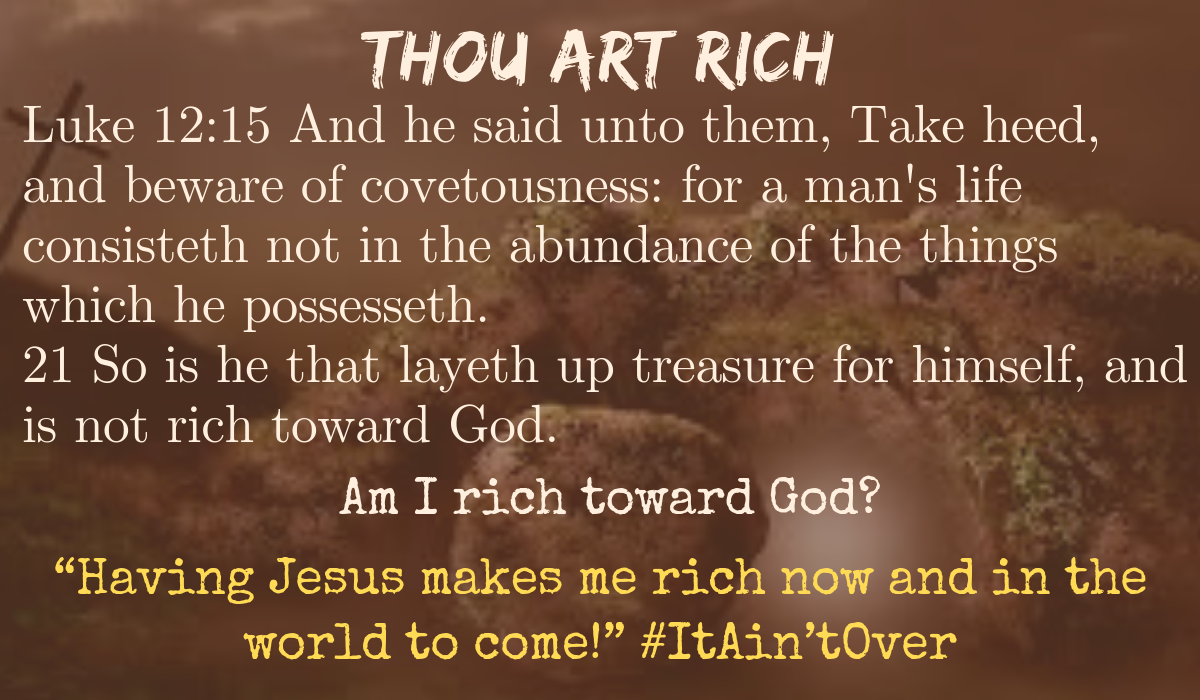 THOU ART RICH
Luke 12:15 And he said unto them, Take heed,
and beware of covetousness: for a man's life
consisteth not in the abundance of the things
which he possesseth.
21 So is he that layeth up treasure for himself, and
is not rich toward God.
Am I rich toward God?
“Having Jesus makes me rich now and in the
world to come!” #ItAin’tOver